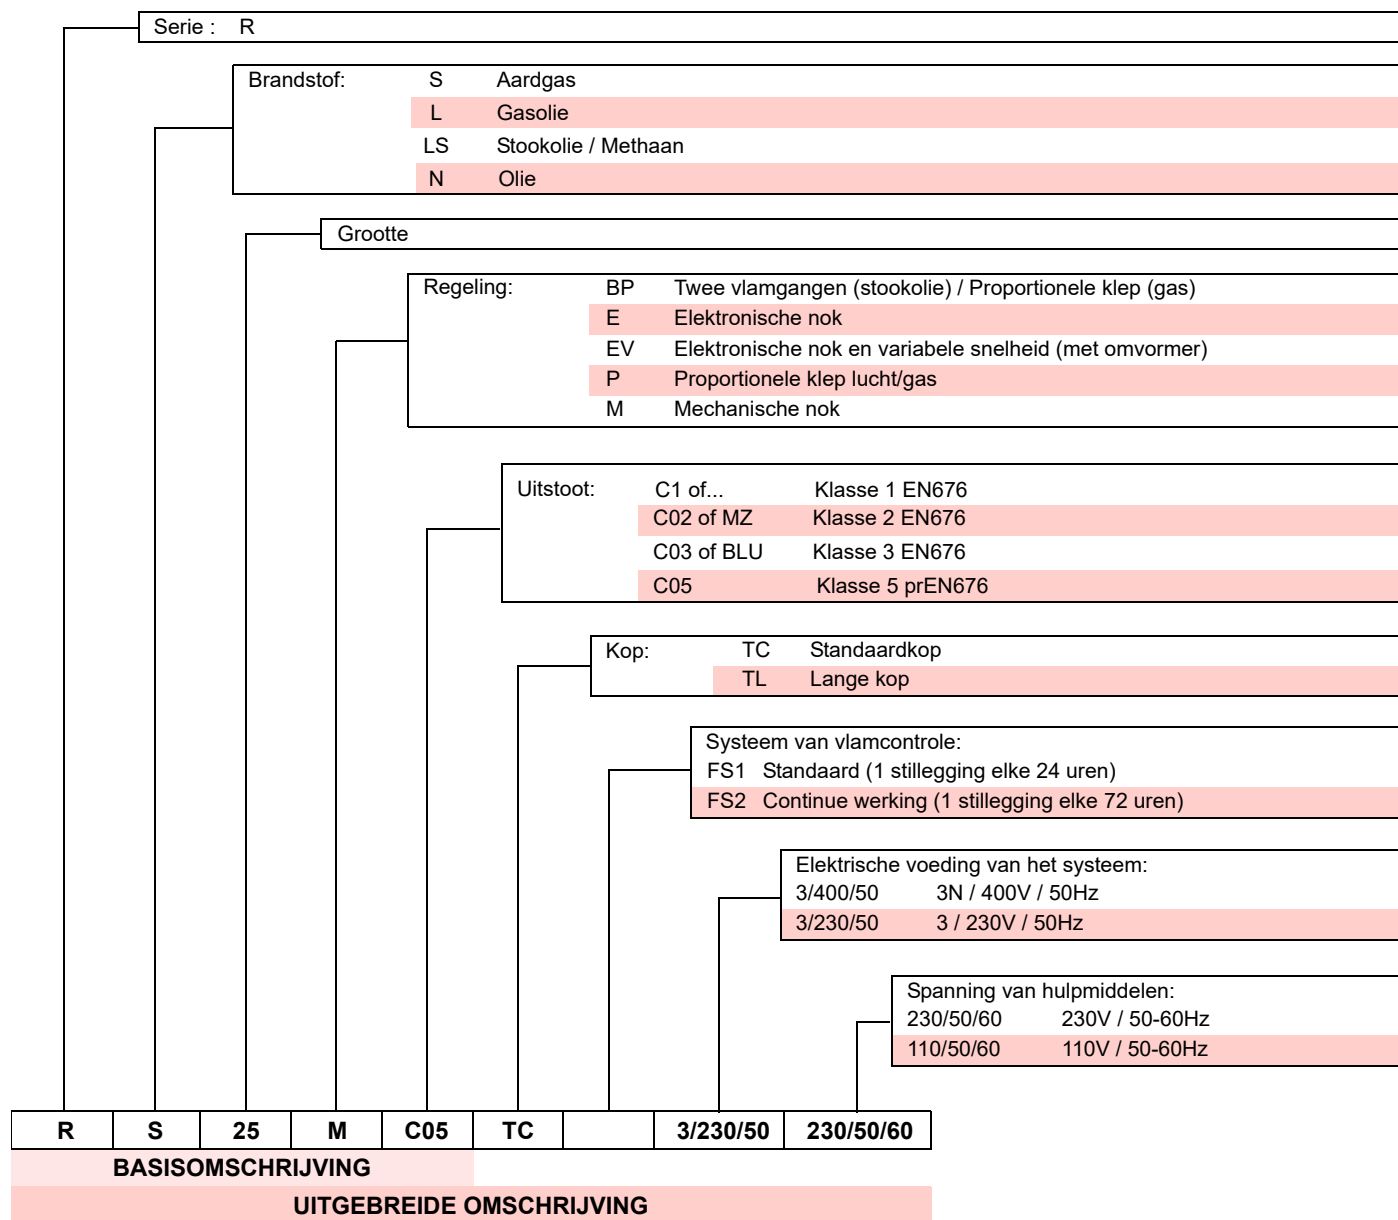 Serie : R
Brandstof: S Aardgas
L Gasolie
LS Stookolie / Methaan
N Olie
Grootte
Regeling: BP Twee vlamgangen (stookolie) / Proportionele klep (gas)
E Elektronische nok
EV Elektronische nok en variabele snelheid (met omvormer)
P Proportionele klep lucht/gas
M Mechanische nok
Uitstoot: C1 of... Klasse 1 EN676
C02 of MZ Klasse 2 EN676
C03 of BLU Klasse 3 EN676
C05 Klasse 5 prEN676
Kop: TC Standaardkop
TL Lange kop
Systeem van vlamcontrole:
FS1 Standaard (1 stillegging elke 24 uren)
FS2 Continue werking (1 stillegging elke 72 uren)
Elektrische voeding van het systeem:
3/400/50 3N / 400V / 50Hz
3/230/50 3 / 230V / 50Hz
Spanning van hulpmiddelen:
230/50/60 230V / 50-60Hz
110/50/60 110V / 50-60Hz
R S 25 M C05 TC 3/230/50 230/50/60
BASISOMSCHRIJVING
UITGEBREIDE OMSCHRIJVING